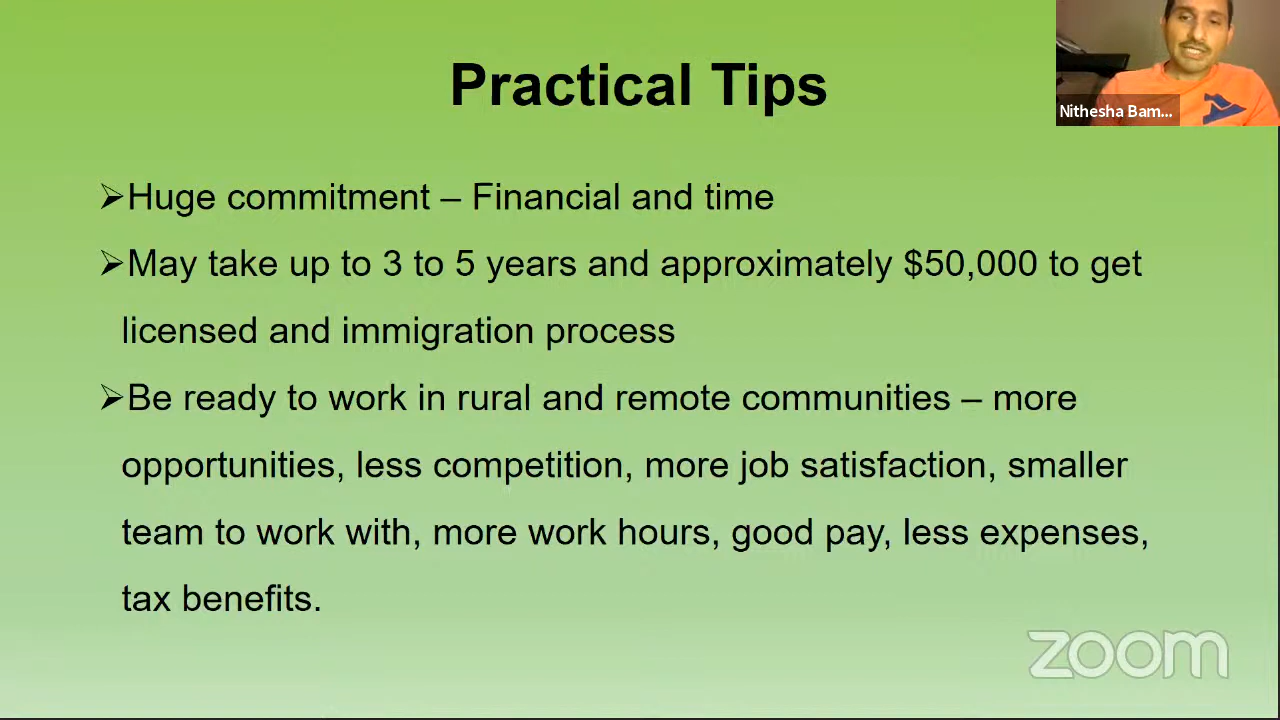 Practical Tips
Nithesha Bam...
➢Huge commitment – Financial and time
➢May take up to 3 to 5 years and approximately $50,000 to get
licensed and immigration process
➢Be ready to work in rural and remote communities – more
opportunities, less competition, more job satisfaction, smaller
team to work with, more work hours, good pay, less expenses,
tax benefits.
zoom